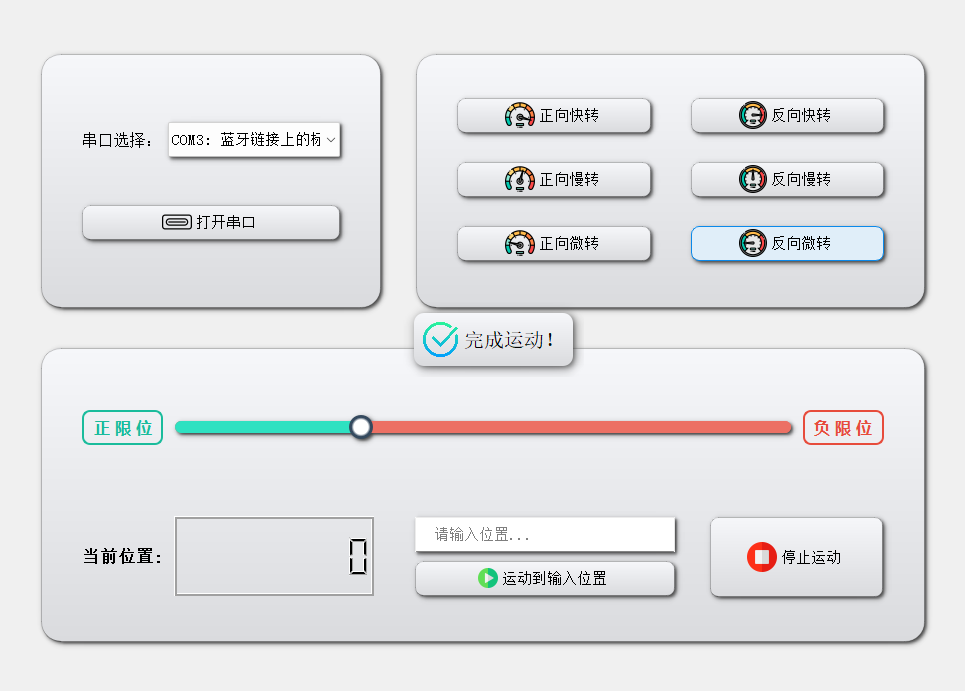 串口选择：
COM3: 蓝牙链接上的标
打开串口
正向快转
反向快转
正向慢转
反向慢转
正向微转
反向微转
完成运动！
正限位
负限位
当前位置：
0
请输入位置...
运动到输入位置
停止运动